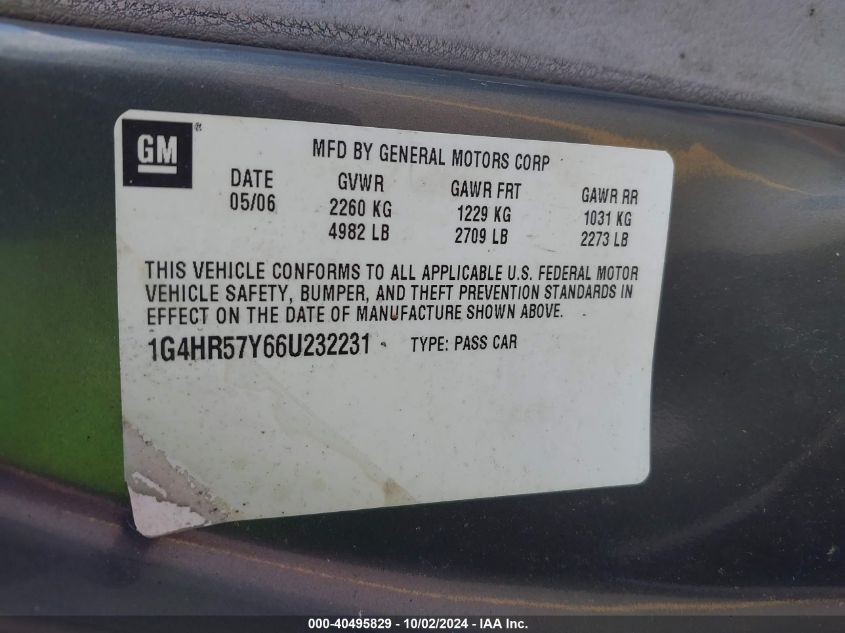 GM®
MFD BY GENERAL MOTORS CORP
DATE GVWR GAWR FRT GAWR RR
05/06 2260 KG 1229 KG 1031 KG
4982 LB 2709 LB 2273 LB
THIS VEHICLE CONFORMS TO ALL APPLICABLE U.S. FEDERAL MOTOR
VEHICLE SAFETY, BUMPER, AND THEFT PREVENTION STANDARDS IN
EFFECT ON THE DATE OF MANUFACTURE SHOWN ABOVE.
1G4HR57Y66U232231 TYPE: PASS CAR
000-40495829 - 10/02/2024 - IAA Inc.